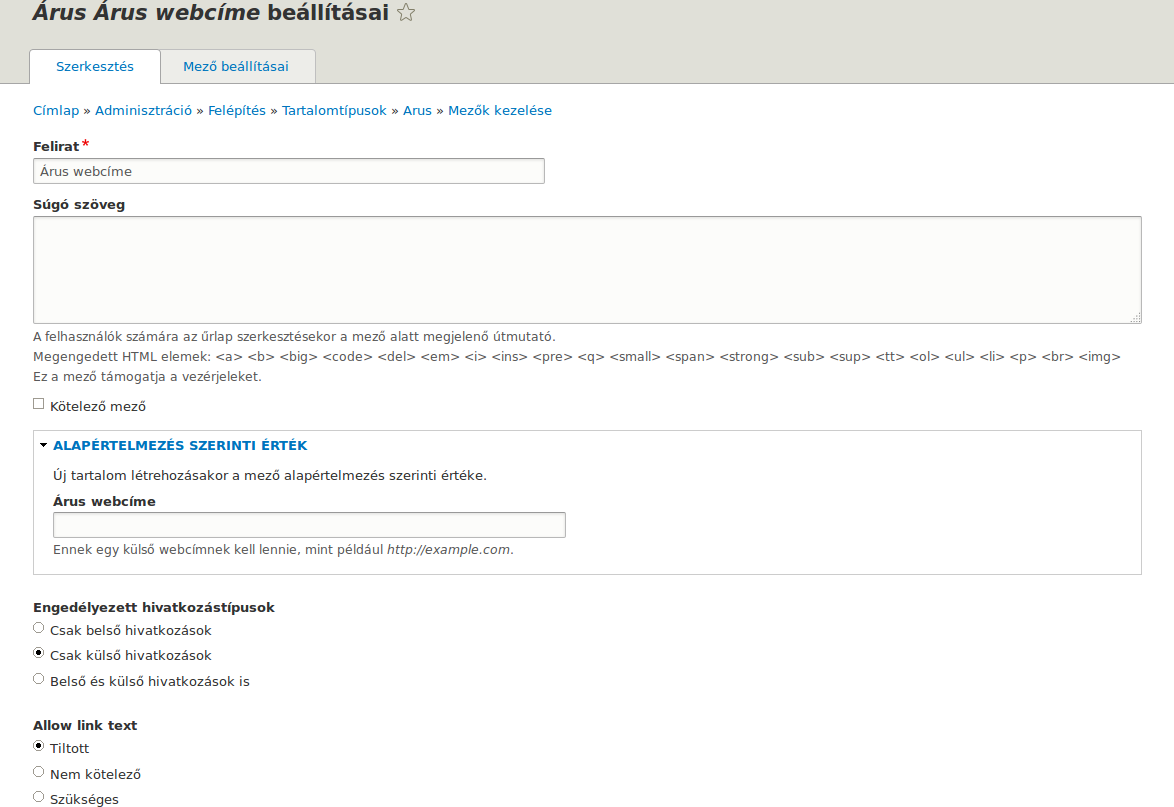 Árus Árus webcíme beállításai
Szerkesztés Mező beállításai
Címlap » Adminisztráció » Felépítés » Tartalomtípusok » Arus » Mezők kezelése
Felirat*
Árus webcíme
Súgó szöveg
A felhasználók számára az űrlap szerkesztésekor a mező alatt megjelenő útmutató.
Megengedett HTML elemek: <a> <b> <big> <code> <del> <em> <i> <ins> <pre> <q> <small> <span> <strong> <sub> <sup> <tt> <ol> <ul> <li> <p> <br> <img>
Ez a mező támogatja a vezérjeleket.
Kötelező mező
ALAPÉRTELMEZÉS SZERINTI ÉRTÉK
Új tartalom létrehozásakor a mező alapértelmezés szerinti értéke.
Árus webcíme
Ennek egy külső webcímnek kell lennie, mint például http://example.com.
Engedélyezett hivatkozástípusok
Csak belső hivatkozások
Csak külső hivatkozások
Belső és külső hivatkozások is
Allow link text
Tiltott
Nem kötelező
Szükséges